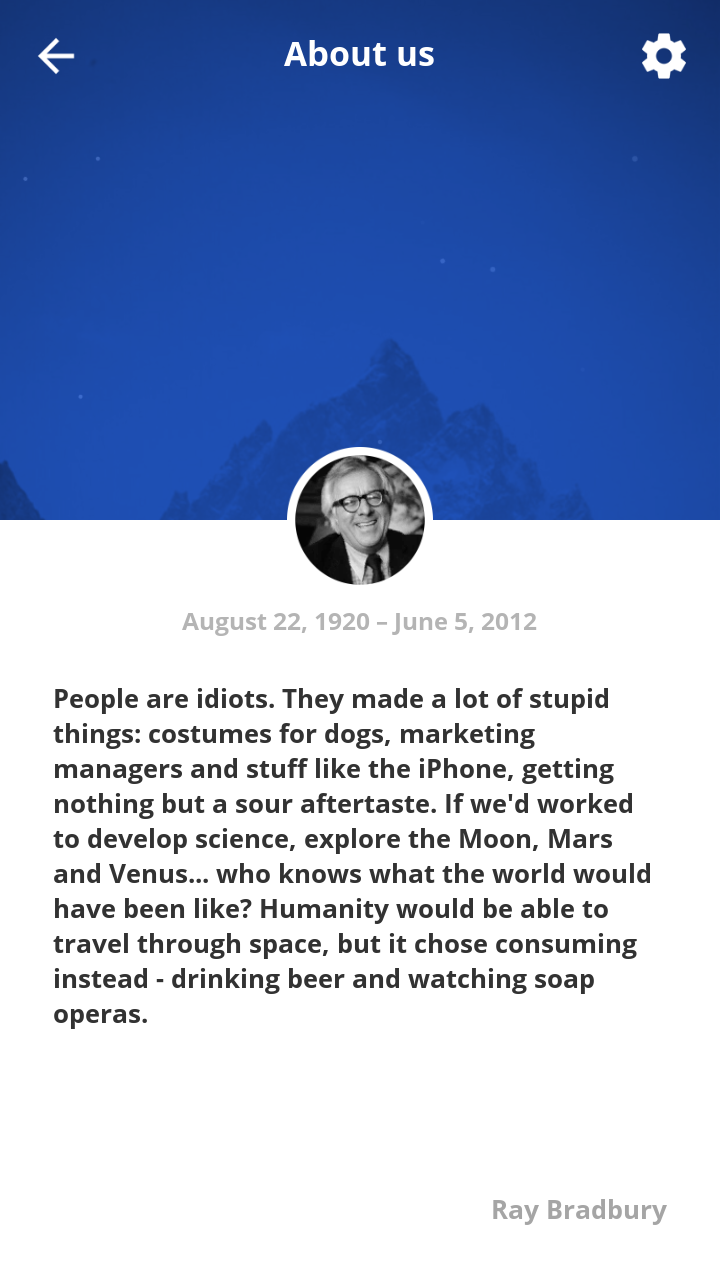 About us
August 22, 1920 – June 5, 2012
People are idiots. They made a lot of stupid
things: costumes for dogs, marketing
managers and stuff like the iPhone, getting
nothing but a sour aftertaste. If we'd worked
to develop science, explore the Moon, Mars
and Venus... who knows what the world would
have been like? Humanity would be able to
travel through space, but it chose consuming
instead - drinking beer and watching soap
operas.
Ray Bradbury